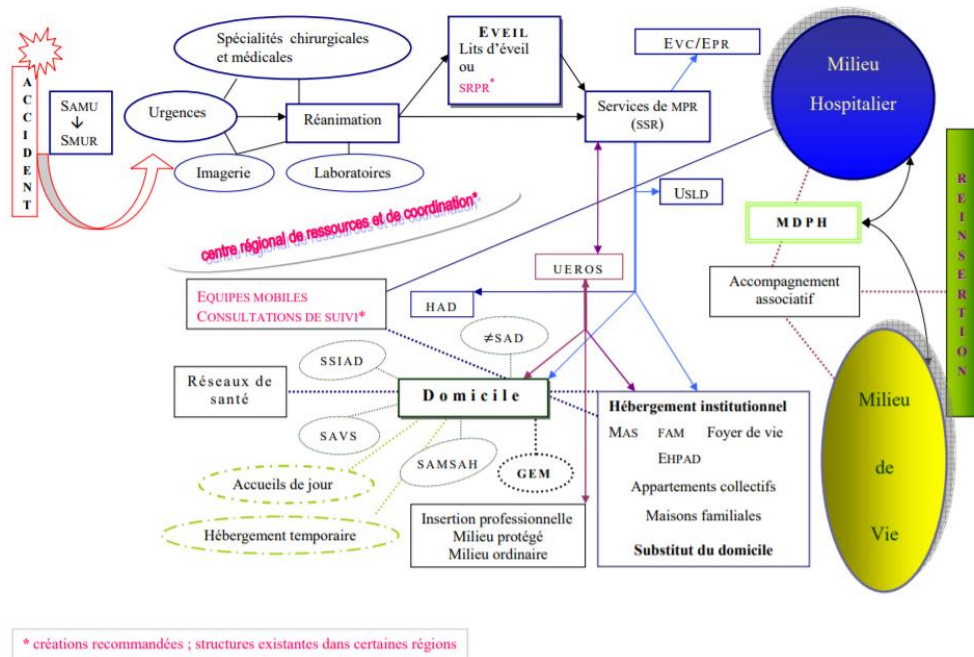 ACCIDENT
SAMU
↓
SMUR
Spécialités chirurgicales
et médicales
Urgences
Réanimation
Imagerie
Laboratoires
EVEIL
Lits d'éveil
ou
SRPR*
EVC/EPR
Services de MPR
(SSR)
USLD
Milieu
Hospitalier
REINSERTION
MDPH
centre régional de ressources et de coordination*
UEROS
Accompagnement
associatif
EQUIPES MOBILES
CONSULTATIONS DE SUIVI*
HAD
≠SAD
SSIAD
Réseaux de
santé
Domicile
SAVS
SAMSAH
GEM
Accueils de jour
Hébergement temporaire
Insertion professionnelle
Milieu protégé
Milieu ordinaire
Hébergement institutionnel
MAS FAM Foyer de vie
EHPAD
Appartements collectifs
Maisons familiales
Substitut du domicile
Milieu
de
Vie
* créations recommandées ; structures existantes dans certaines régions